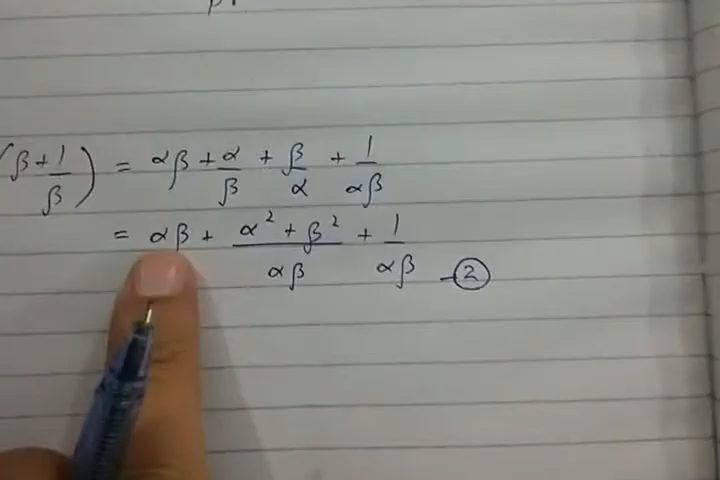 (β + 1/β) = αβ + α/β + β/α + 1/αβ
= αβ + (α² + β²)/αβ + 1/αβ -②